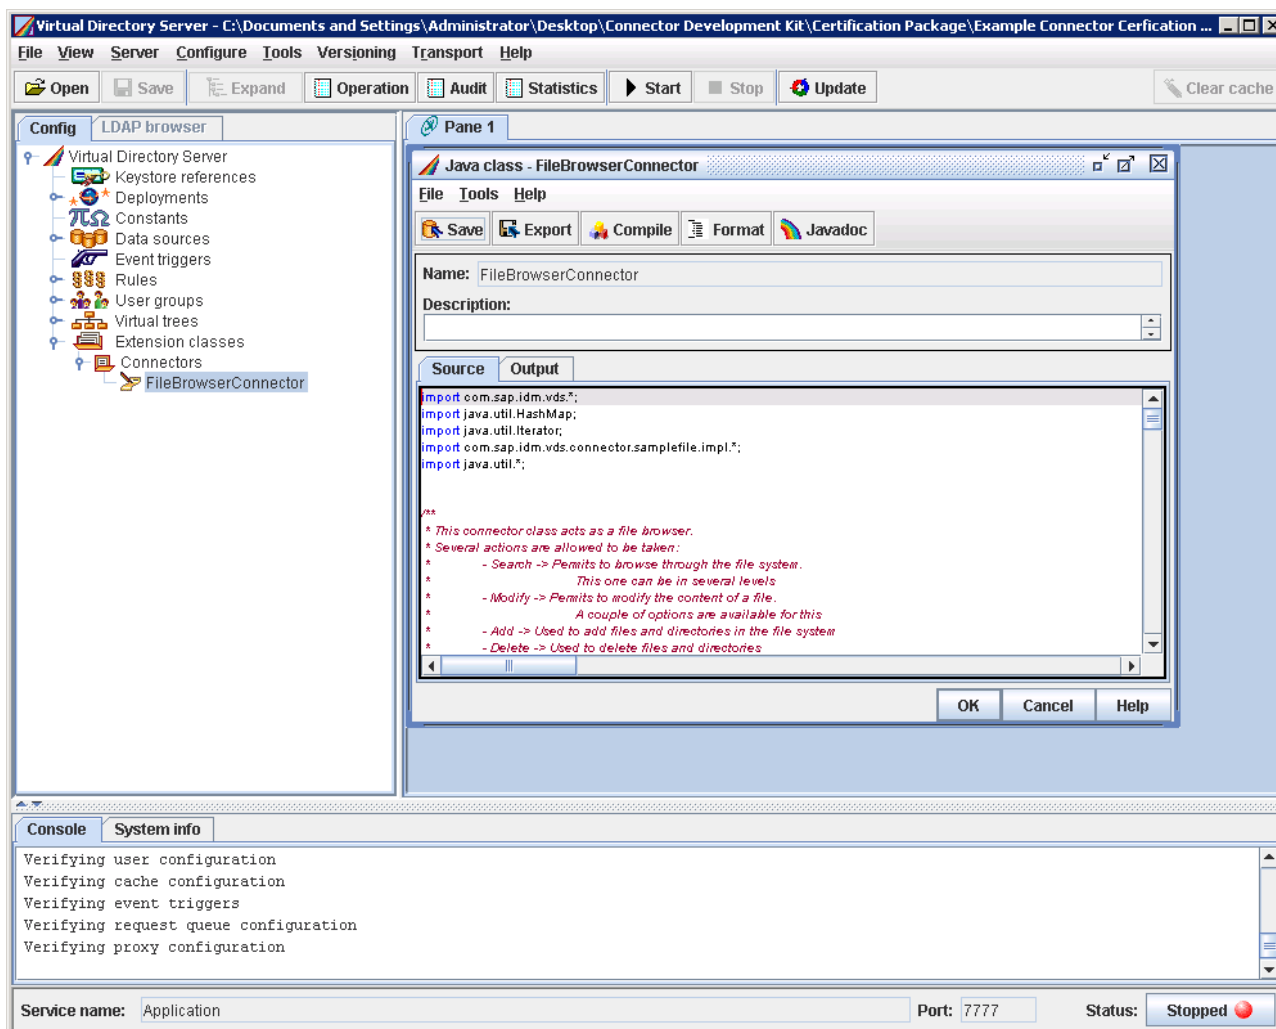 Virtual Directory Server - C:\Documents and Settings\Administrator\Desktop\Connector Development Kit\Certification Package\Example Connector Cerfication ...
File View Server Configure Tools Versioning Transport Help
Open Save Expand Operation Audit Statistics Start Stop Update Clear cache
Config LDAP browser
Virtual Directory Server
Keystore references
Deployments
Constants
Data sources
Event triggers
Rules
User groups
Virtual trees
Extension classes
Connectors
FileBrowserConnector
Pane 1
Java class - FileBrowserConnector
File Tools Help
Save Export Compile Format Javadoc
Name: FileBrowserConnector
Description:
Source Output
import com.sap.idm.vds.*;
import java.util.HashMap;
import java.util.Iterator;
import com.sap.idm.vds.connector.samplefile.impl.*;
import java.util.*;
/**
* This connector class acts as a file browser.
* Several actions are allowed to be taken:
* - Search -> Permits to browse through the file system.
* This one can be in several levels
* - Modify -> Permits to modify the content of a file.
* A couple of options are available for this
* - Add -> Used to add files and directories in the file system
* - Delete -> Used to delete files and directories
OK Cancel Help
Console System info
Verifying user configuration
Verifying cache configuration
Verifying event triggers
Verifying request queue configuration
Verifying proxy configuration
Service name: Application Port: 7777 Status: Stopped